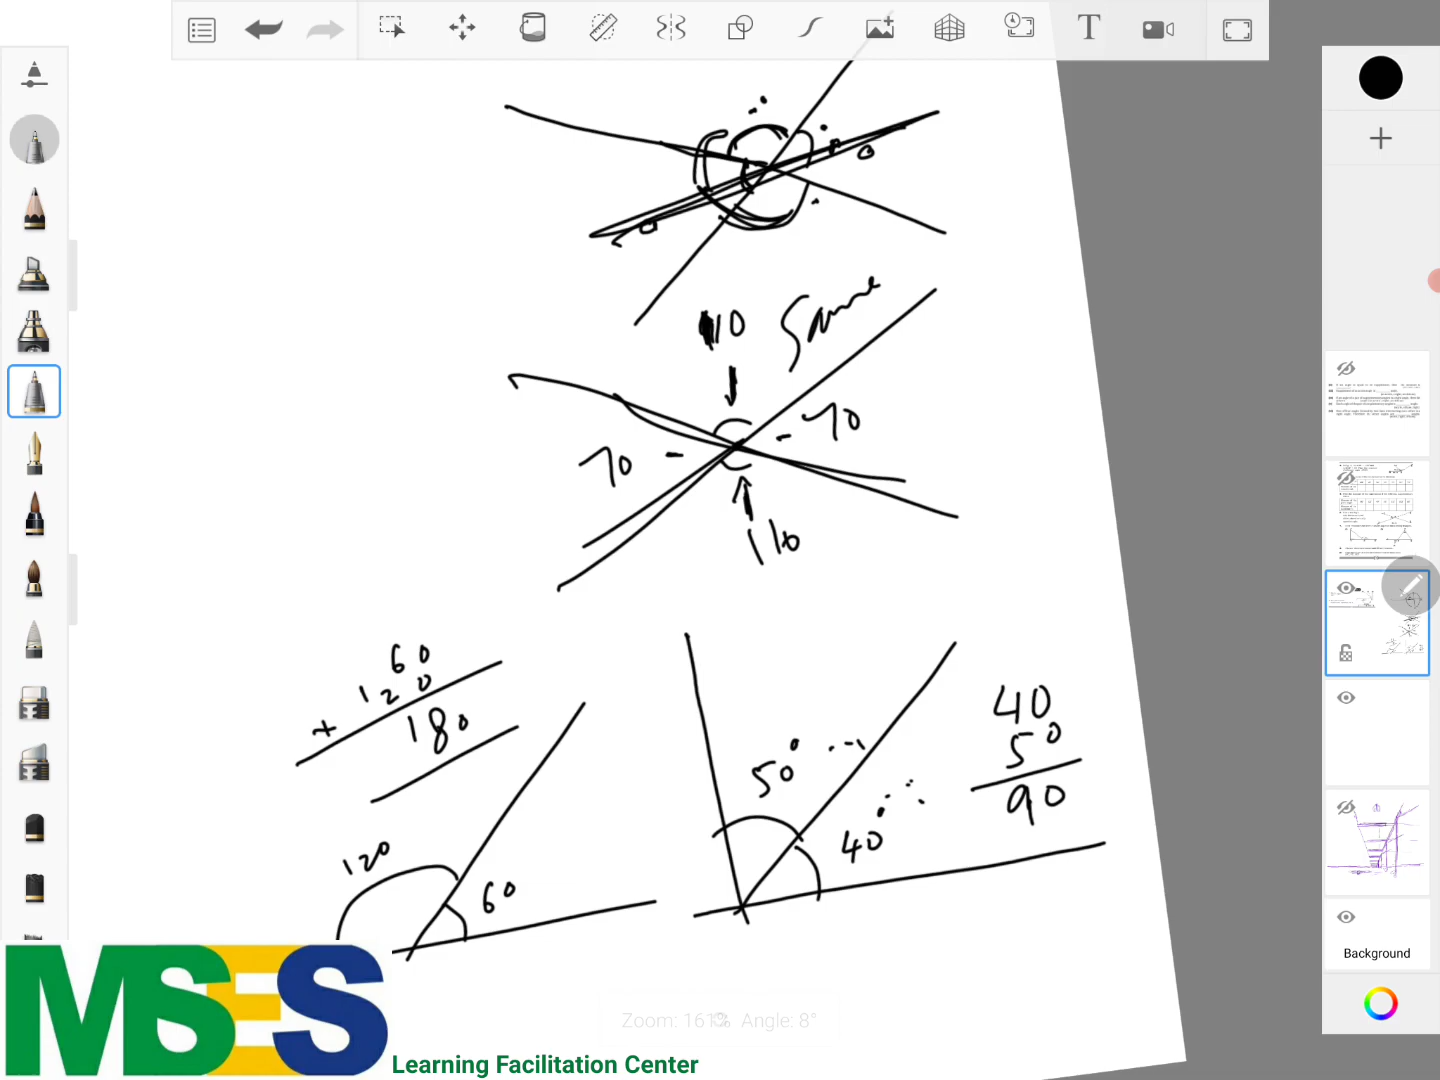 T
110 Same
70 - - 70
110
60
120
+
180
120
60
50°
40°
40
50
90
Background
Zoom: 161% Angle: 8°
MSES
Learning Facilitation Center